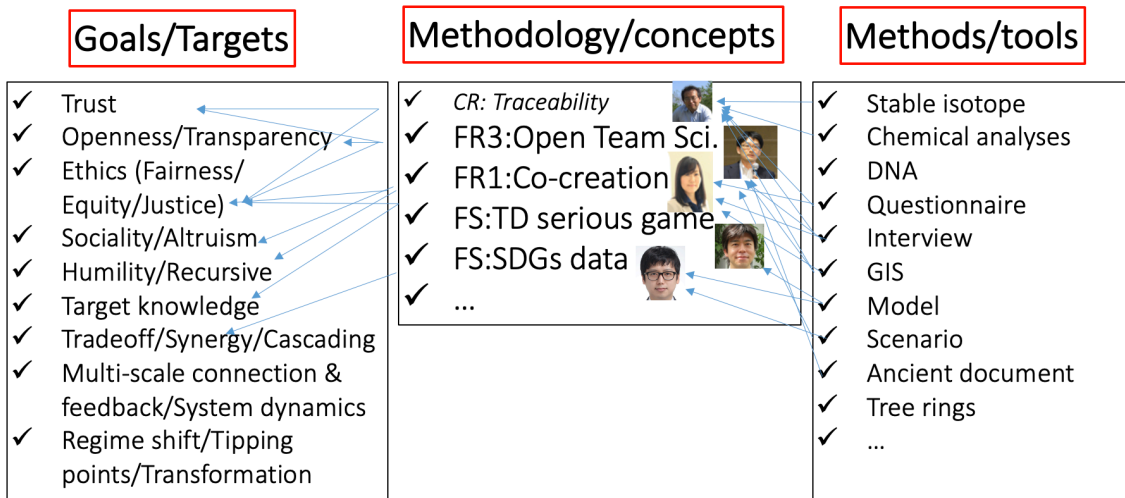 Goals/Targets
Trust
Openness/Transparency
Ethics (Fairness/
Equity/Justice)
Sociality/Altruism
Humility/Recursive
Target knowledge
Tradeoff/Synergy/Cascading
Multi-scale connection &
feedback/System dynamics
Regime shift/Tipping
points/Transformation
Methodology/concepts
CR: Traceability
FR3:Open Team Sci.
FR1:Co-creation
FS:TD serious game
FS:SDGs data
...
Methods/tools
Stable isotope
Chemical analyses
DNA
Questionnaire
Interview
GIS
Model
Scenario
Ancient document
Tree rings
...